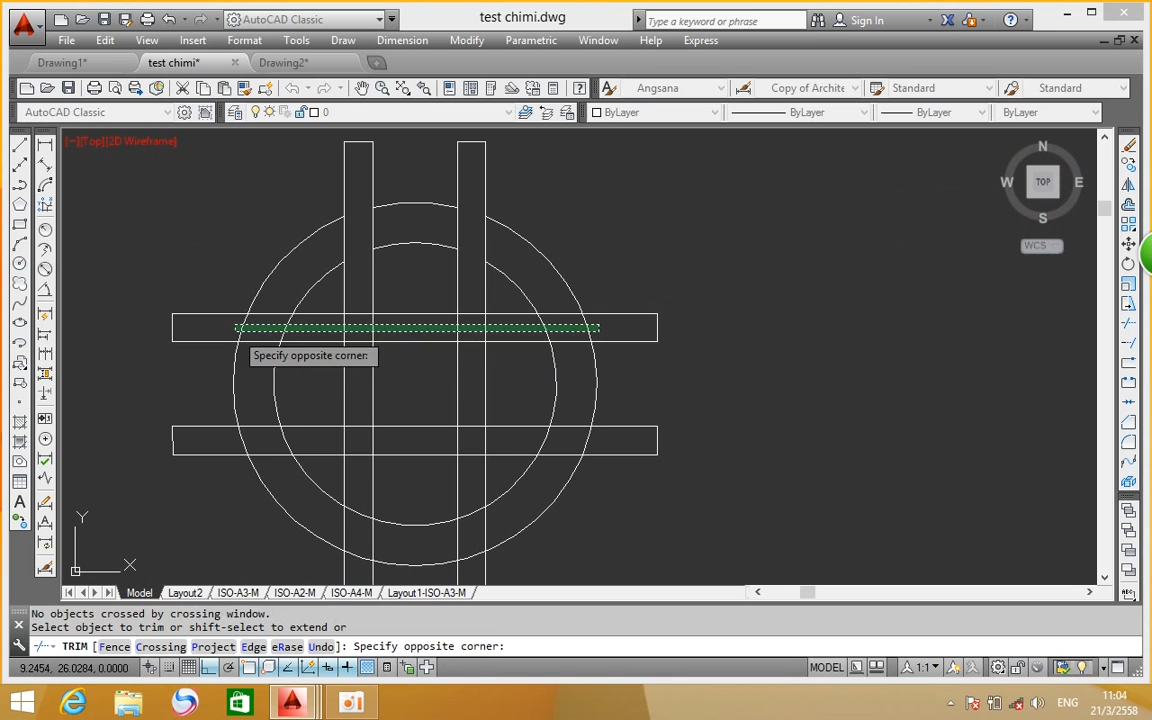 AutoCAD Classic
test chimi.dwg
Type a keyword or phrase
Sign In
File Edit View Insert Format Tools Draw Dimension Modify Parametric Window Help Express
Drawing1* test chimi* Drawing2*
Angsana Copy of Archite Standard Standard
AutoCAD Classic 0 ByLayer ByLayer ByLayer ByLayer
[−][Top][2D Wireframe]
N
W TOP E
S
WCS
Specify opposite corner:
Y
X
Model Layout2 ISO-A3-M ISO-A2-M ISO-A4-M Layout1-ISO-A3-M
No objects crossed by crossing window.
Select object to trim or shift-select to extend or
TRIM [Fence Crossing Project Edge eRase Undo]: Specify opposite corner:
9.2454, 26.0284, 0.0000 MODEL 1:1
ENG
11:04
21/3/2558